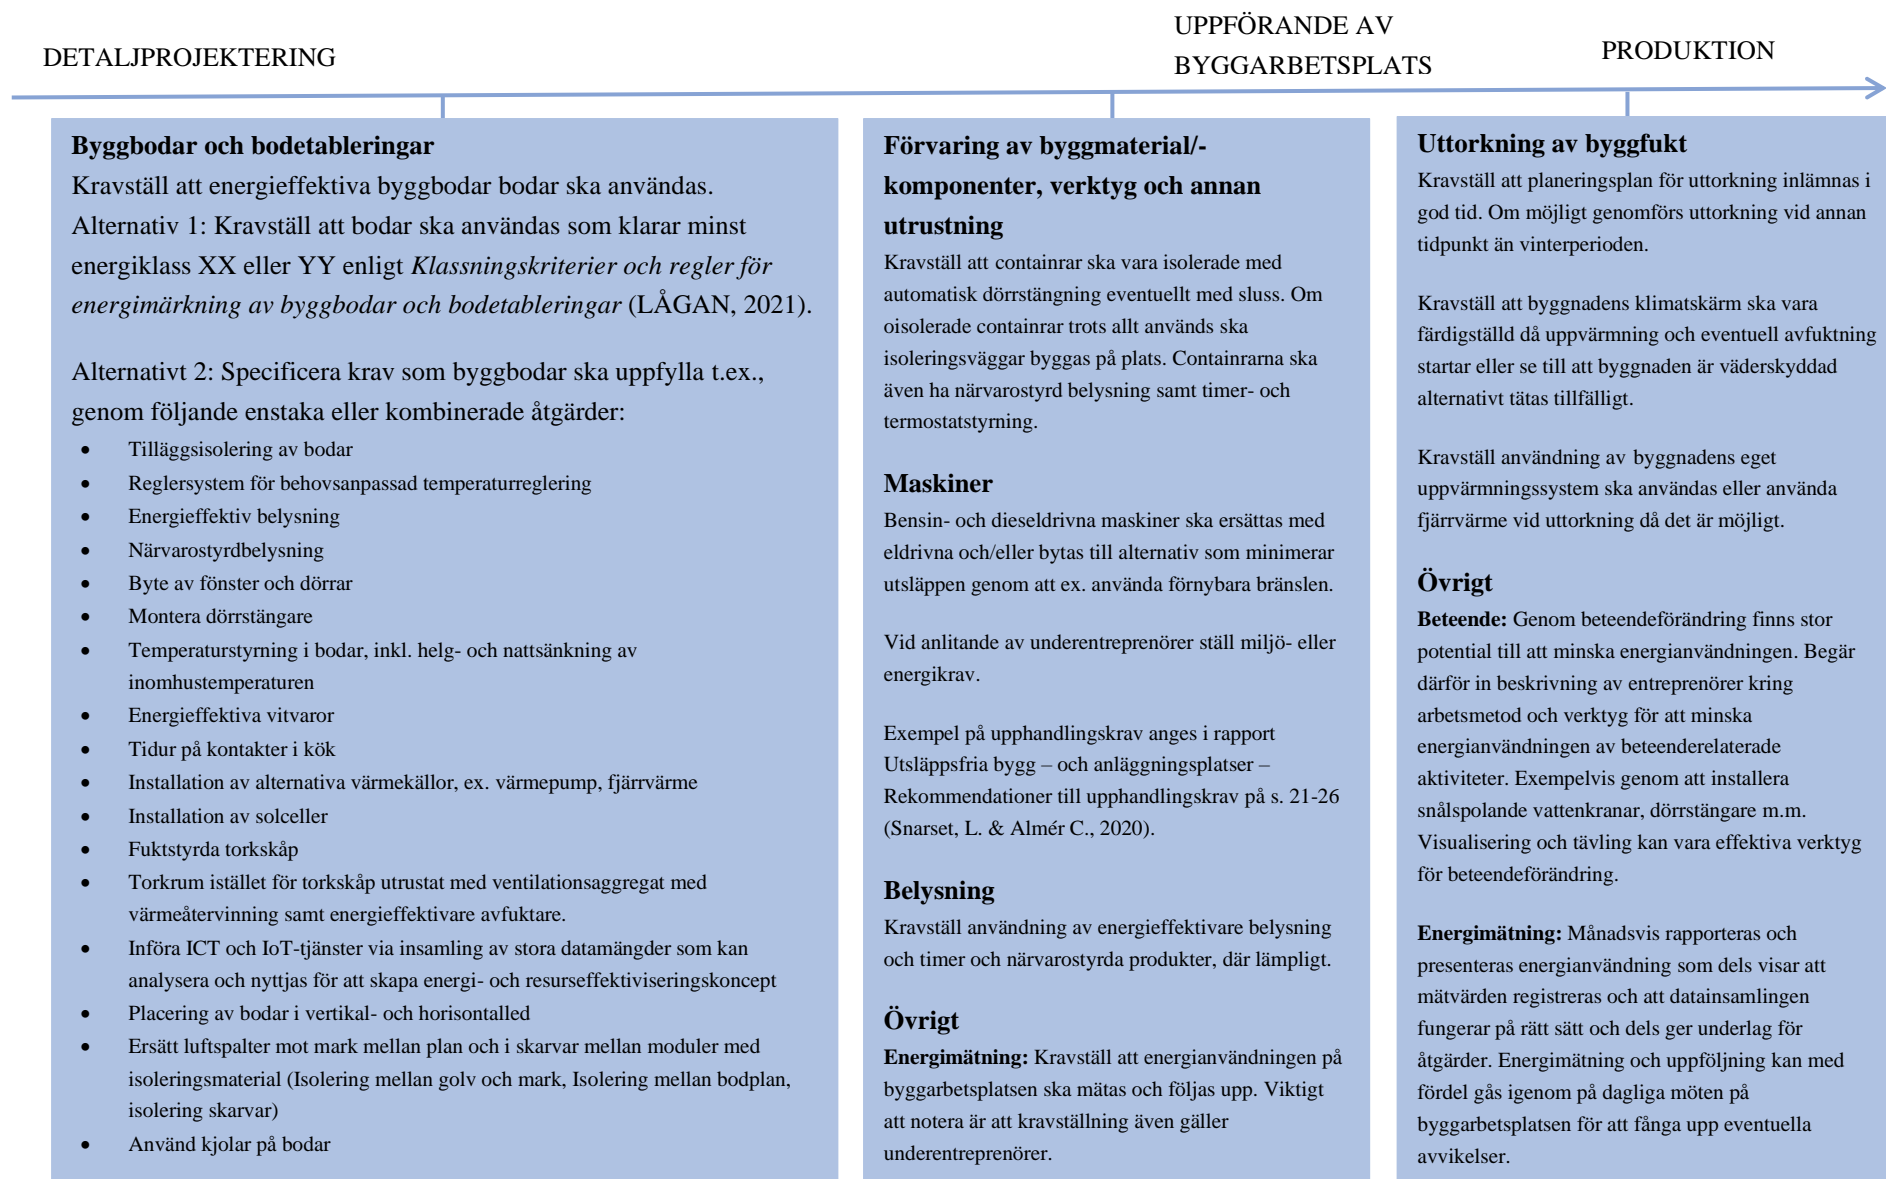 DETALJPROJEKTERING
UPPFÖRANDE AV
BYGGARBETSPLATS
PRODUKTION
Byggbodar och bodetableringar
Kravställ att energieffektiva byggbodar bodar ska användas.
Alternativ 1: Kravställ att bodar ska användas som klarar minst
energiklass XX eller YY enligt Klassningskriterier och regler för
energimärkning av byggbodar och bodetableringar (LÅGAN, 2021).
Alternativt 2: Specificera krav som byggbodar ska uppfylla t.ex.,
genom följande enstaka eller kombinerade åtgärder:
• Tilläggsisolering av bodar
• Reglersystem för behovsanpassad temperaturreglering
• Energieffektiv belysning
• Närvarostyrdbelysning
• Byte av fönster och dörrar
• Montera dörrstängare
• Temperaturstyrning i bodar, inkl. helg- och nattsänkning av
inomhustemperaturen
• Energieffektiva vitvaror
• Tidur på kontakter i kök
• Installation av alternativa värmekällor, ex. värmepump, fjärrvärme
• Installation av solceller
• Fuktstyrda torkskåp
• Torkrum istället för torkskåp utrustat med ventilationsaggregat med
värmeåtervinning samt energieffektivare avfuktare.
• Införa ICT och IoT-tjänster via insamling av stora datamängder som kan
analysera och nyttjas för att skapa energi- och resurseffektiviseringskoncept
• Placering av bodar i vertikal- och horisontalled
• Ersätt luftspalter mot mark mellan plan och i skarvar mellan moduler med
isoleringsmaterial (Isolering mellan golv och mark, Isolering mellan bodplan,
isolering skarvar)
• Använd kjolar på bodar
Förvaring av byggmaterial/-
komponenter, verktyg och annan
utrustning
Kravställ att containrar ska vara isolerade med
automatisk dörrstängning eventuellt med sluss. Om
oisolerade containrar trots allt används ska
isoleringsväggar byggas på plats. Containrarna ska
även ha närvarostyrd belysning samt timer- och
termostatstyrning.
Maskiner
Bensin- och dieseldrivna maskiner ska ersättas med
eldrivna och/eller bytas till alternativ som minimerar
utsläppen genom att ex. använda förnybara bränslen.
Vid anlitande av underentreprenörer ställ miljö- eller
energikrav.
Exempel på upphandlingskrav anges i rapport
Utsläppsfria bygg – och anläggningsplatser –
Rekommendationer till upphandlingskrav på s. 21-26
(Snarset, L. & Almér C., 2020).
Belysning
Kravställ användning av energieffektivare belysning
och timer och närvarostyrda produkter, där lämpligt.
Övrigt
Energimätning: Kravställ att energianvändningen på
byggarbetsplatsen ska mätas och följas upp. Viktigt
att notera är att kravställning även gäller
underentreprenörer.
Uttorkning av byggfukt
Kravställ att planeringsplan för uttorkning inlämnas i
god tid. Om möjligt genomförs uttorkning vid annan
tidpunkt än vinterperioden.
Kravställ att byggnadens klimatskärm ska vara
färdigställd då uppvärmning och eventuell avfuktning
startar eller se till att byggnaden är väderskyddad
alternativt tätas tillfälligt.
Kravställ användning av byggnadens eget
uppvärmningssystem ska användas eller använda
fjärrvärme vid uttorkning då det är möjligt.
Övrigt
Beteende: Genom beteendeförändring finns stor
potential till att minska energianvändningen. Begär
därför in beskrivning av entreprenörer kring
arbetsmetod och verktyg för att minska
energianvändningen av beteenderelaterade
aktiviteter. Exempelvis genom att installera
snålspolande vattenkranar, dörrstängare m.m.
Visualisering och tävling kan vara effektiva verktyg
för beteendeförändring.
Energimätning: Månadsvis rapporteras och
presenteras energianvändning som dels visar att
mätvärden registreras och att datainsamlingen
fungerar på rätt sätt och dels ger underlag för
åtgärder. Energimätning och uppföljning kan med
fördel gås igenom på dagliga möten på
byggarbetsplatsen för att fånga upp eventuella
avvikelser.